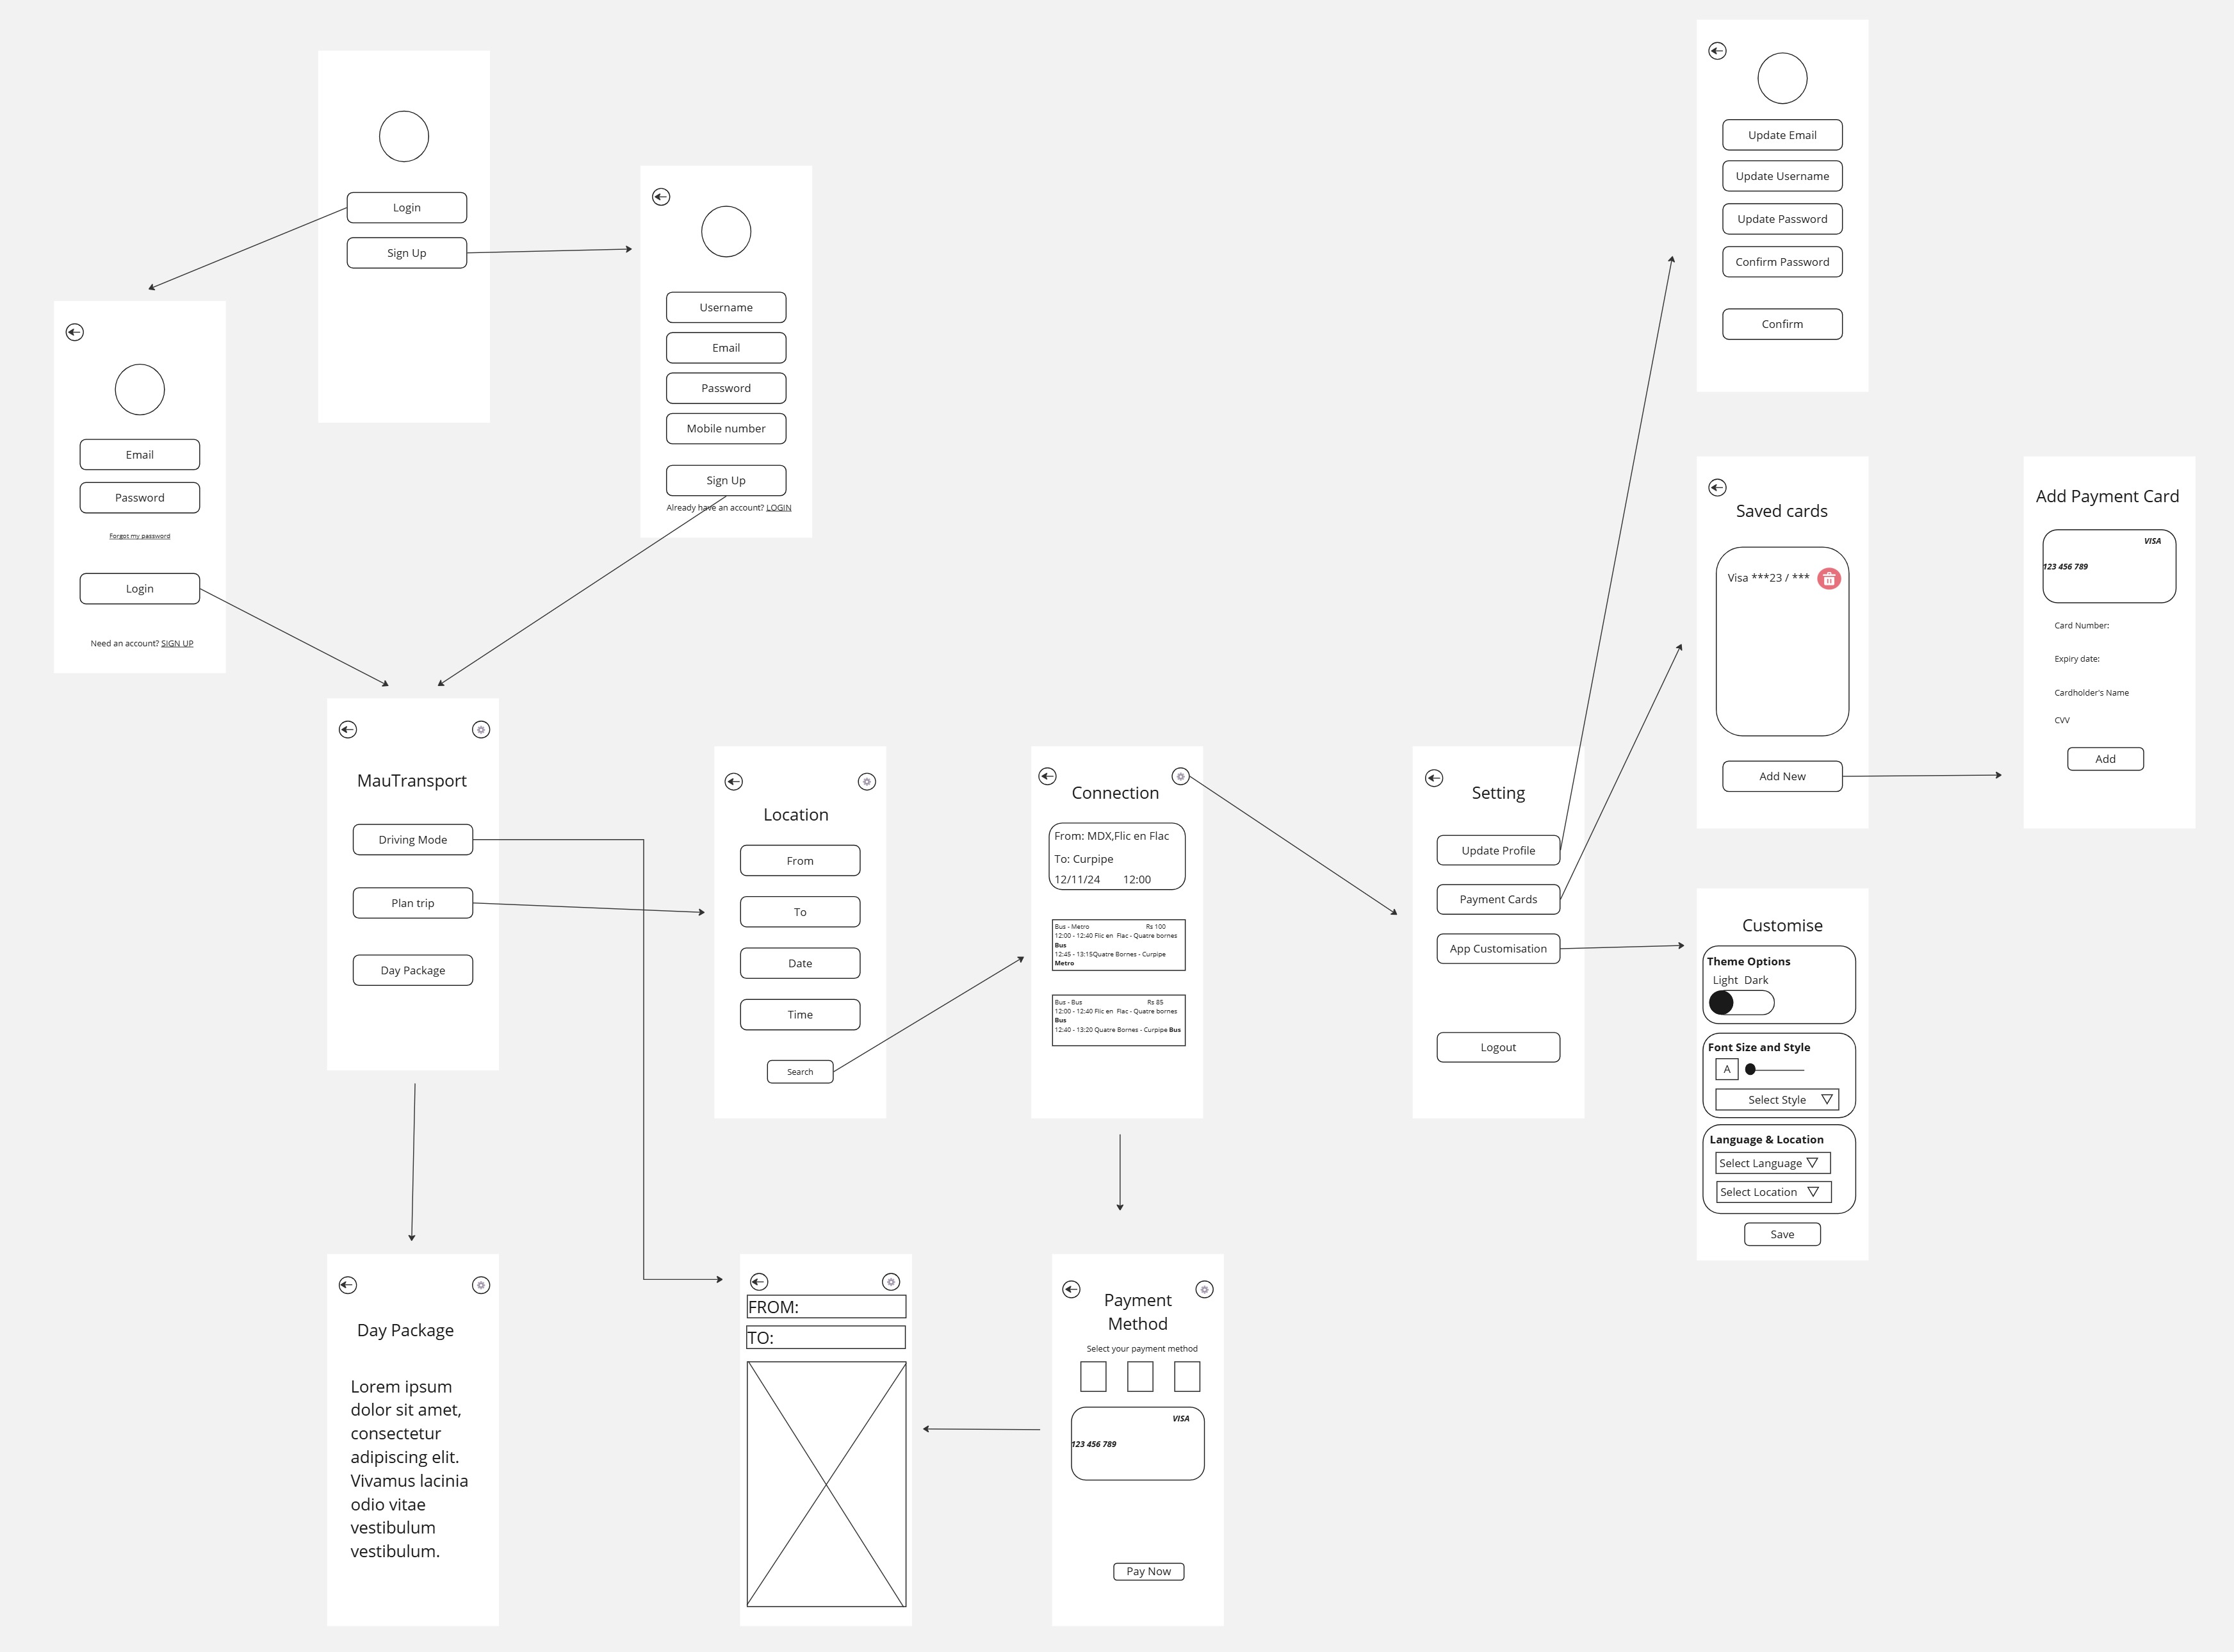 Login
Sign Up
Email
Password
Forgot my password
Login
Need an account? SIGN UP
Username
Email
Password
Mobile number
Sign Up
Already have an account? LOGIN
MauTransport
Driving Mode
Plan trip
Day Package
Location
From
To
Date
Time
Search
Connection
From: MDX,Flic en Flac
To: Curpipe
12/11/24 12:00
Bus - Metro Rs 100
12:00 - 12:40 Flic en Flac - Quatre bornes
Bus
12:45 - 13:15Quatre Bornes - Curpipe
Metro
Bus - Bus Rs 85
12:00 - 12:40 Flic en Flac - Quatre bornes
Bus
12:40 - 13:20 Quatre Bornes - Curpipe Bus
Setting
Update Profile
Payment Cards
App Customisation
Logout
Update Email
Update Username
Update Password
Confirm Password
Confirm
Saved cards
Visa ***23 / ***
Add New
Add Payment Card
VISA
123 456 789
Card Number:
Expiry date:
Cardholder's Name
CVV
Add
Customise
Theme Options
Light Dark
Font Size and Style
A
Select Style
Language & Location
Select Language
Select Location
Save
Day Package
Lorem ipsum
dolor sit amet,
consectetur
adipiscing elit.
Vivamus lacinia
odio vitae
vestibulum
vestibulum.
FROM:
TO:
Payment
Method
Select your payment method
VISA
123 456 789
Pay Now